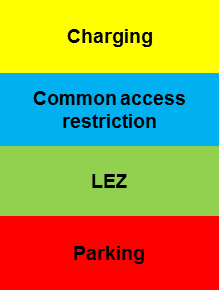 Charging
Common access
restriction
LEZ
Parking